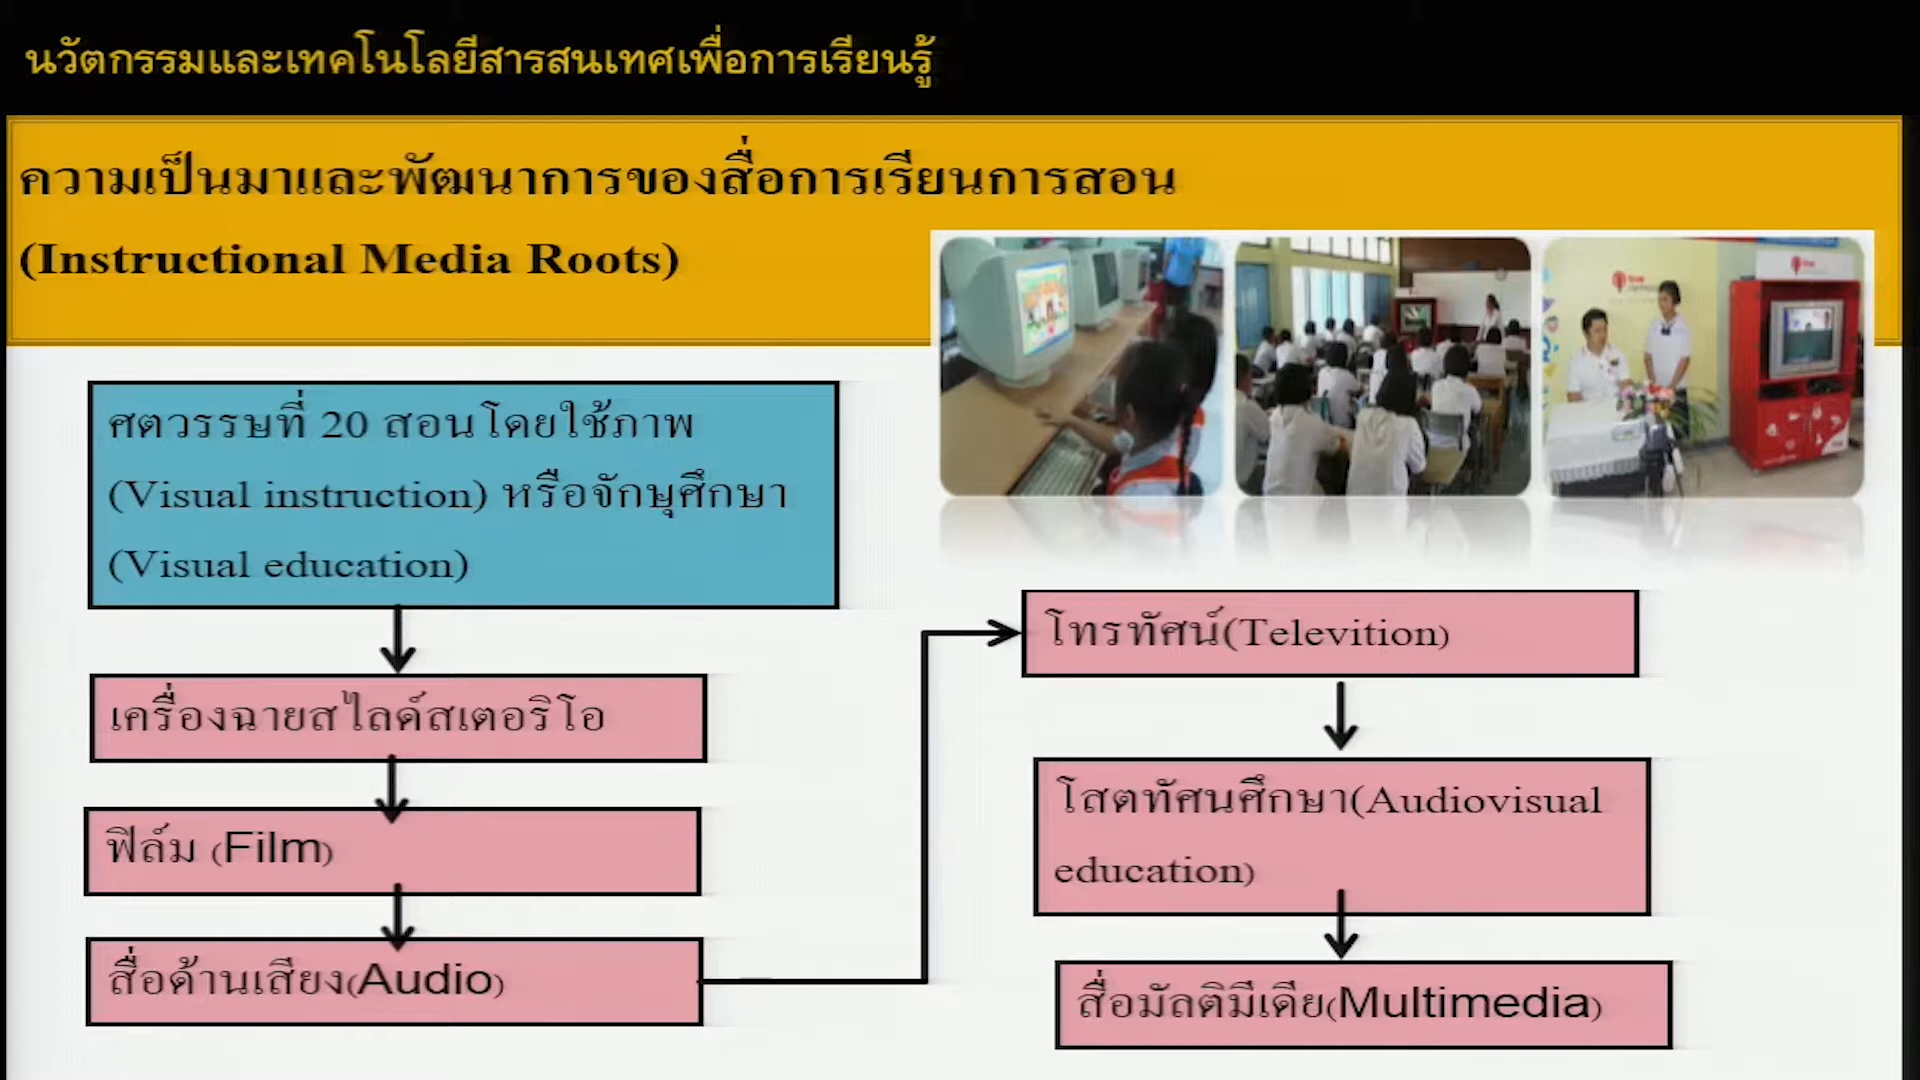 นวัตกรรมและเทคโนโลยีสารสนเทศเพื่อการเรียนรู้
ความเป็นมาและพัฒนาการของสื่อการเรียนการสอน
(Instructional Media Roots)
ศตวรรษที่ 20 สอนโดยใช้ภาพ
(Visual instruction) หรือจักษุศึกษา
(Visual education)
เครื่องฉายสไลด์สเตอริโอ
ฟิล์ม (Film)
สื่อด้านเสียง(Audio)
โทรทัศน์(Televition)
โสตทัศนศึกษา(Audiovisual
education)
สื่อมัลติมีเดีย(Multimedia)